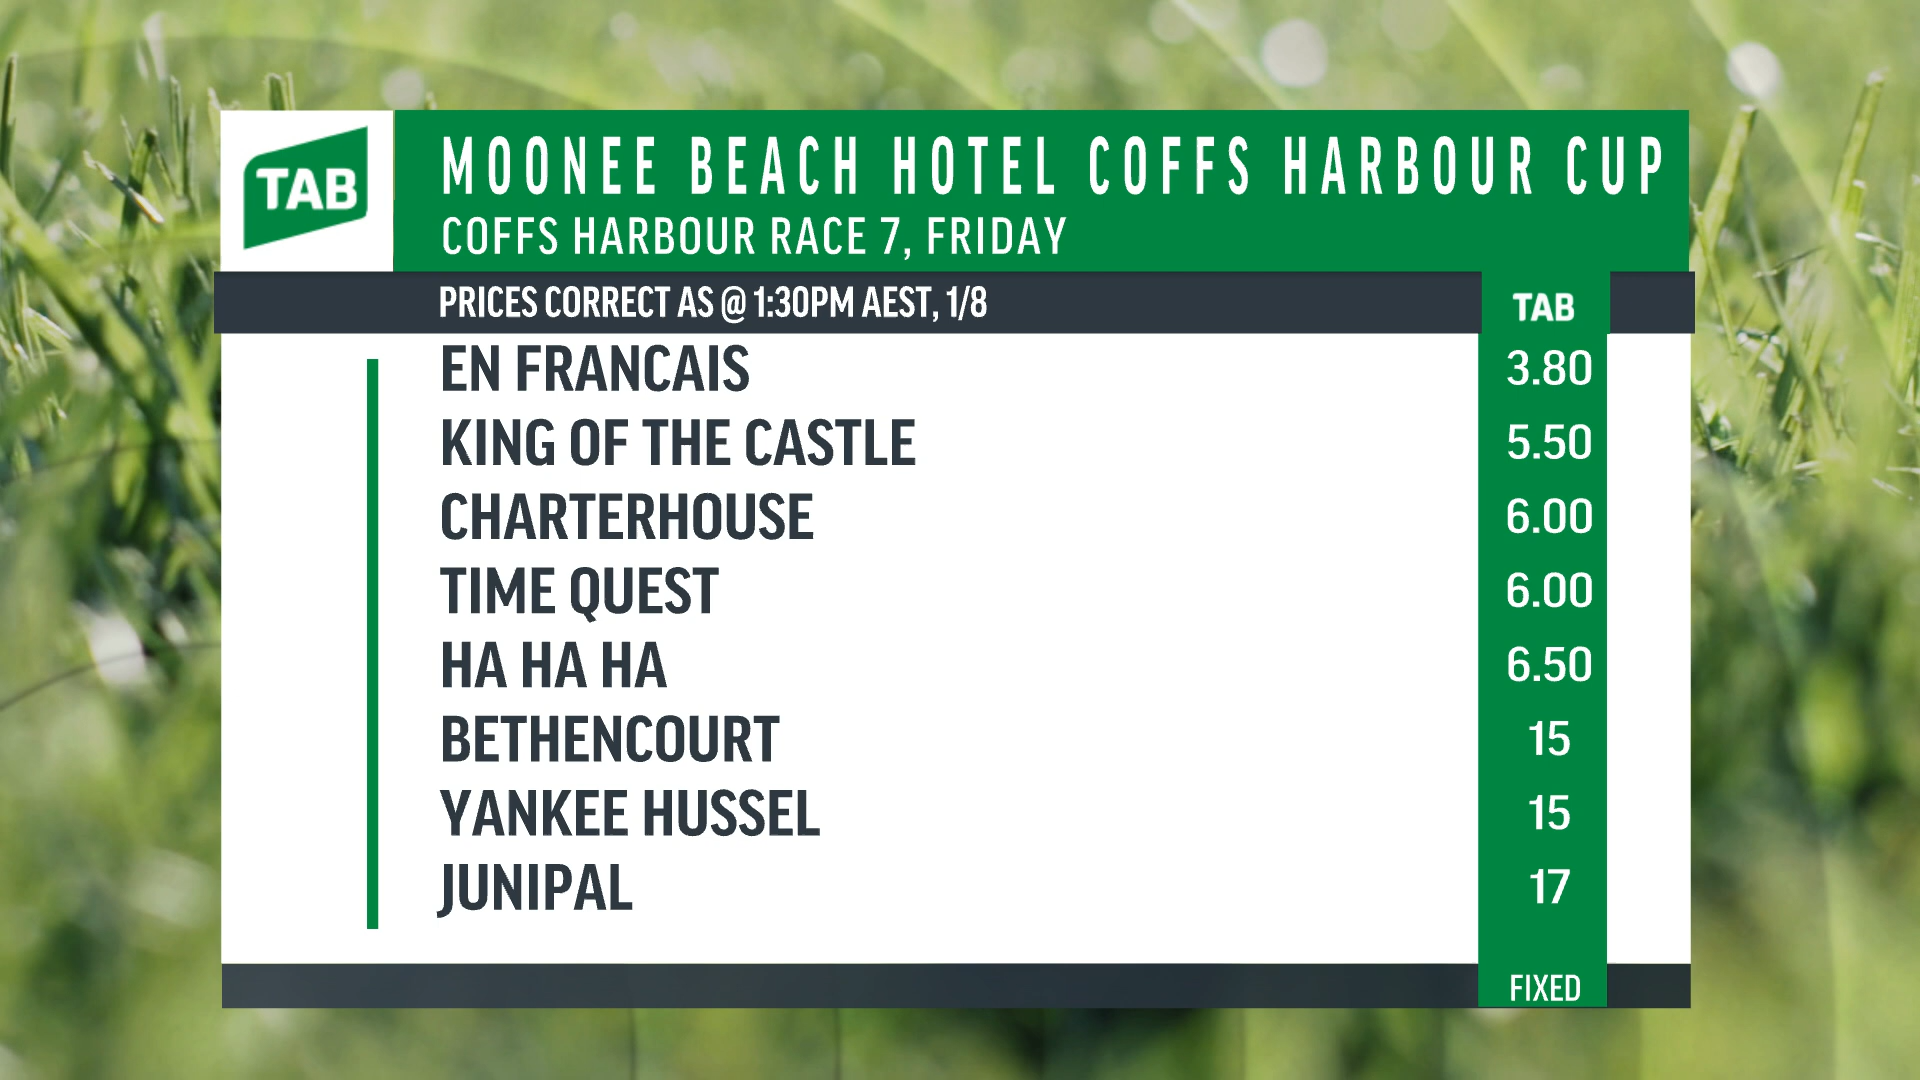 TAB
MOONEE BEACH HOTEL COFFS HARBOUR CUP
COFFS HARBOUR RACE 7, FRIDAY
PRICES CORRECT AS @ 1:30PM AEST, 1/8 TAB
EN FRANCAIS 3.80
KING OF THE CASTLE 5.50
CHARTERHOUSE 6.00
TIME QUEST 6.00
HA HA HA 6.50
BETHENCOURT 15
YANKEE HUSSEL 15
JUNIPAL 17
FIXED